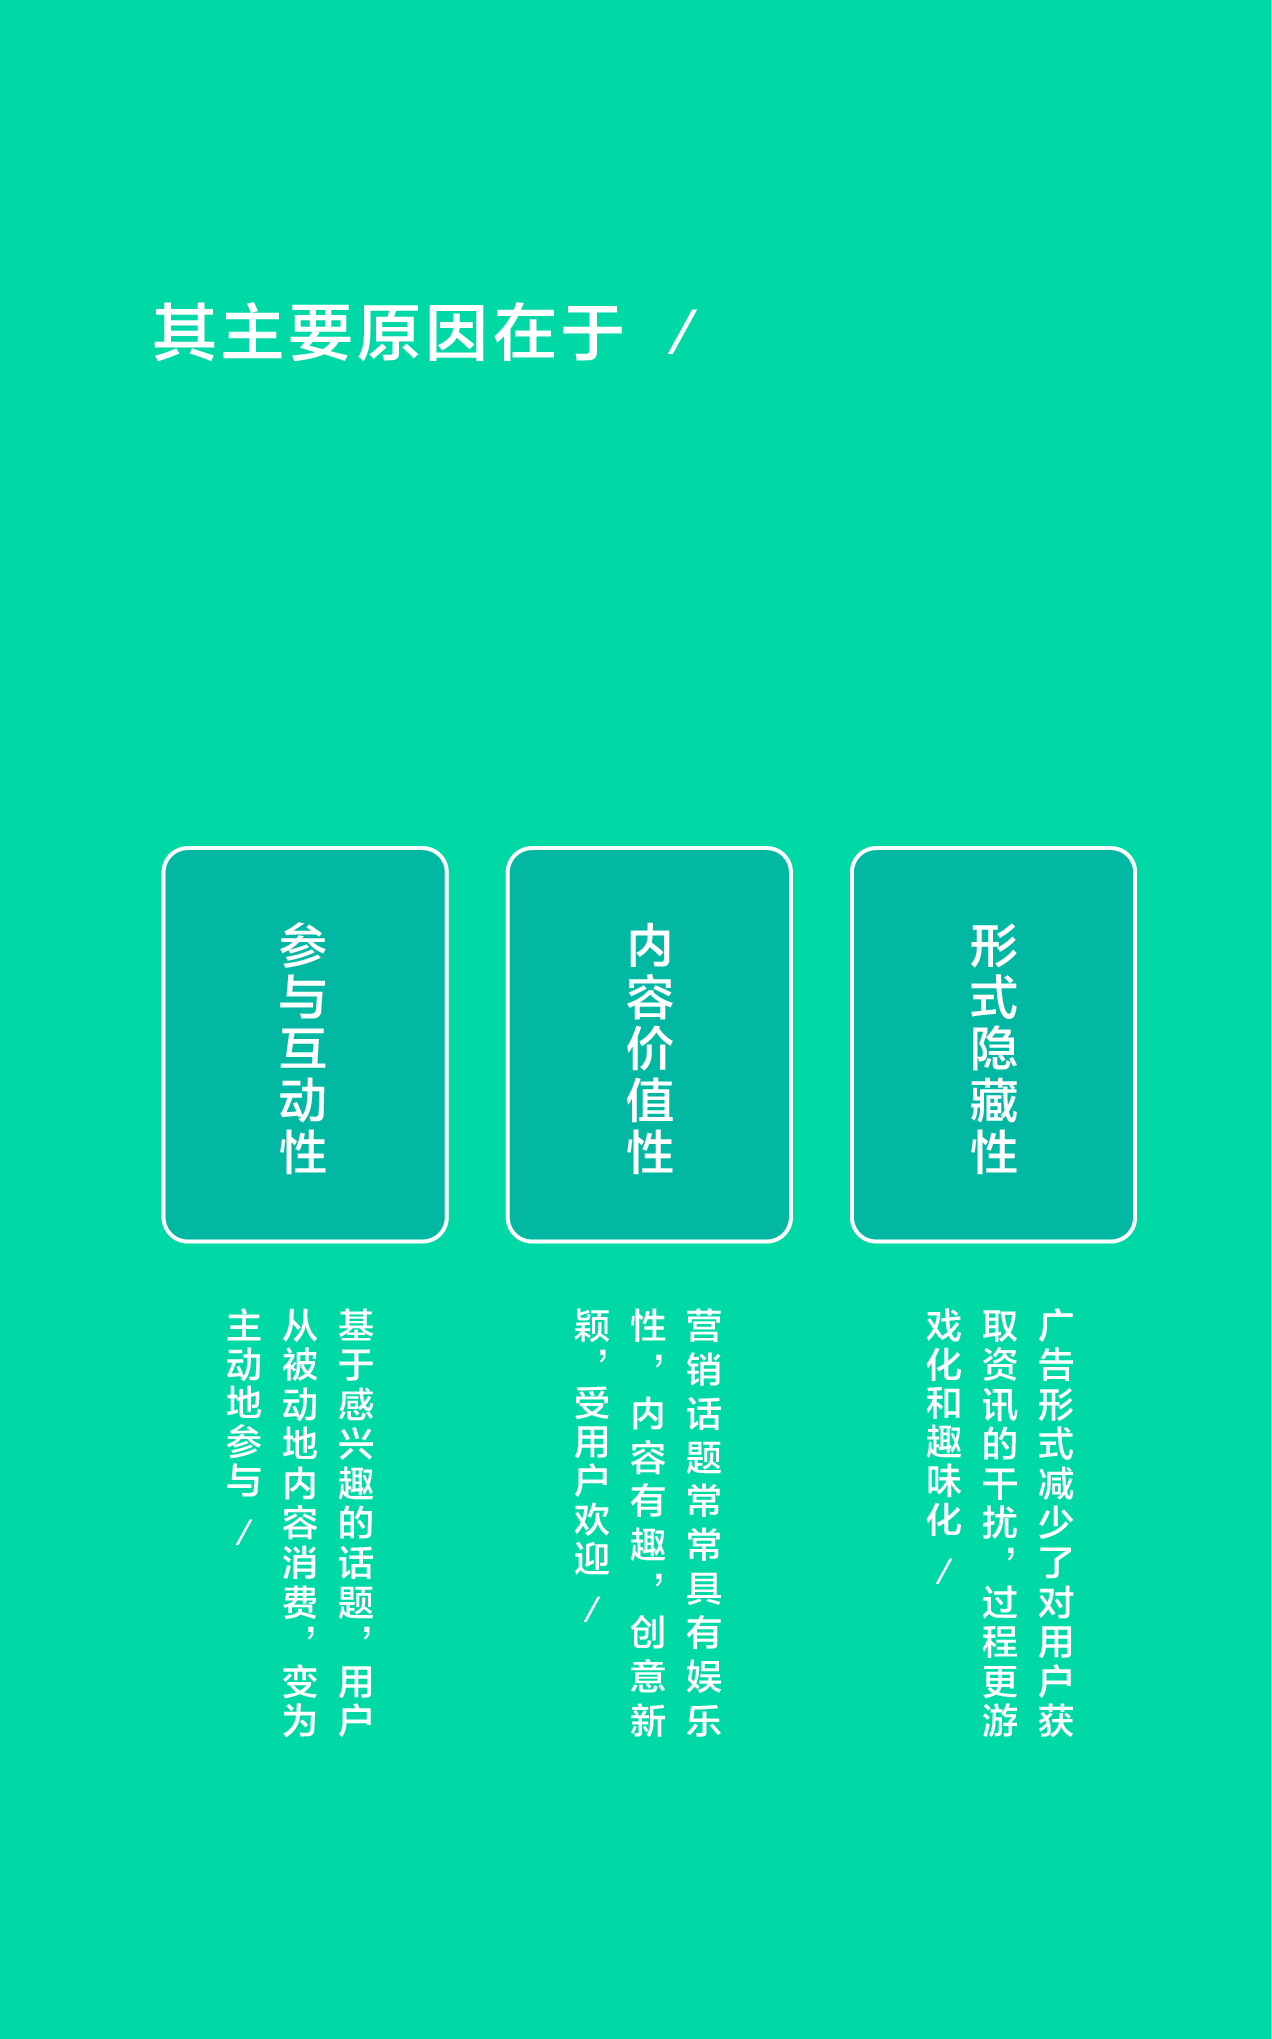 其主要原因在于 /
形式隐藏性
广告形式减少了对用户获
取资讯的干扰，过程更游
戏化和趣味化 /
内容价值性
营销话题常常具有娱乐
性，内容有趣，创意新
颖，受用户欢迎 /
参与互动性
基于感兴趣的话题，用户
从被动地内容消费，变为
主动地参与 /